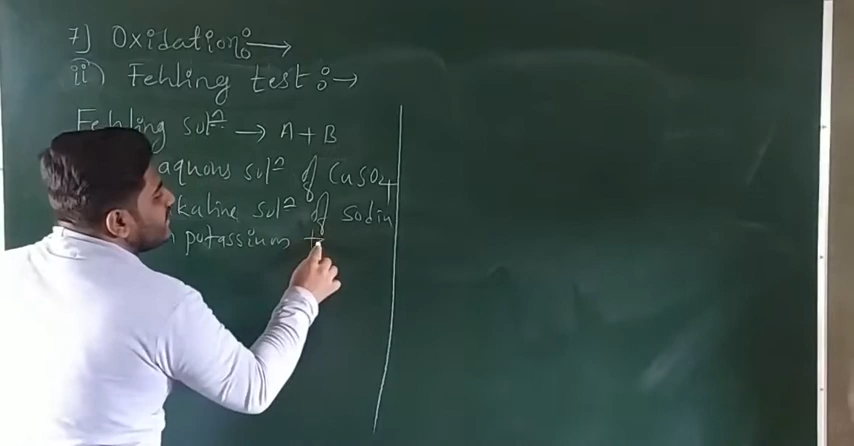 7) Oxidation:→
ii) Fehling test:→
Fehling solⁿ → A + B
aquous solⁿ of CuSO4
kaline solⁿ of sodiu
potassium